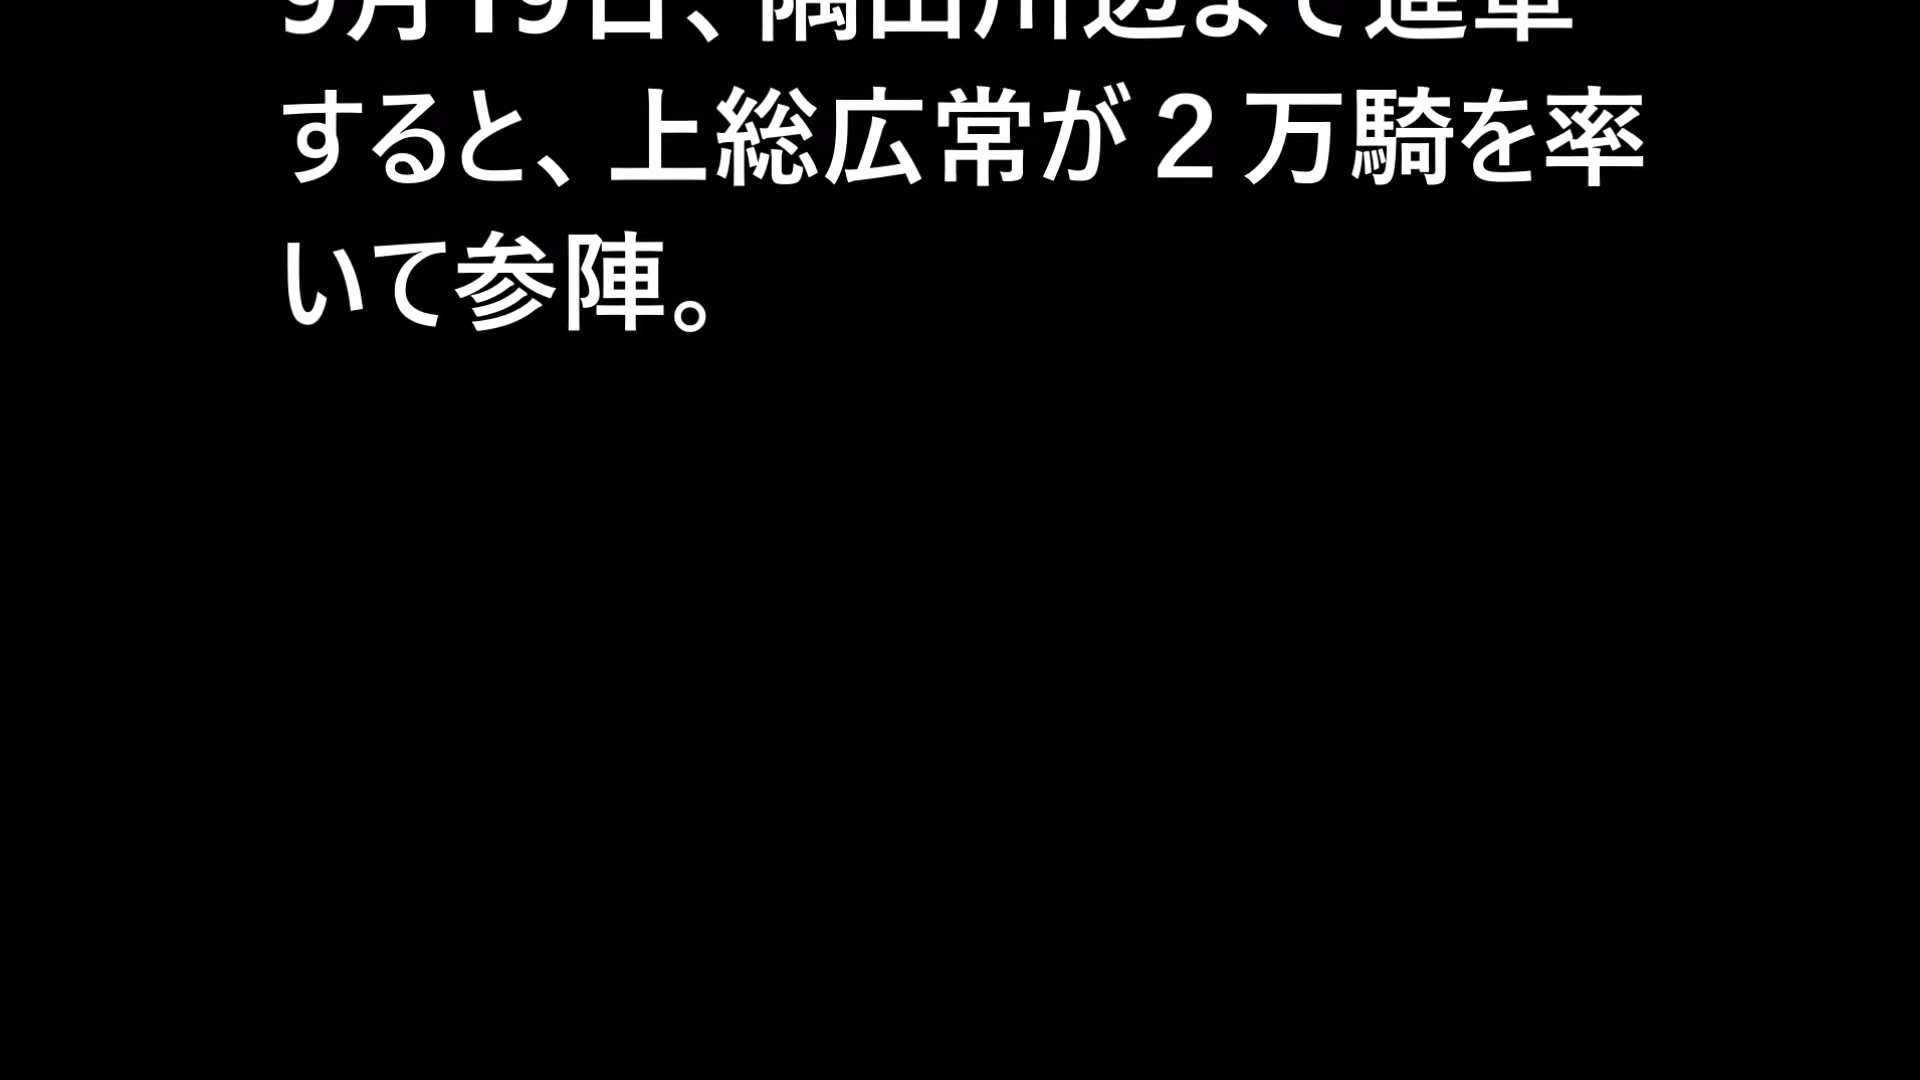 9月19日、隅田川辺まで進軍
すると、上総広常が２万騎を率
いて参陣。